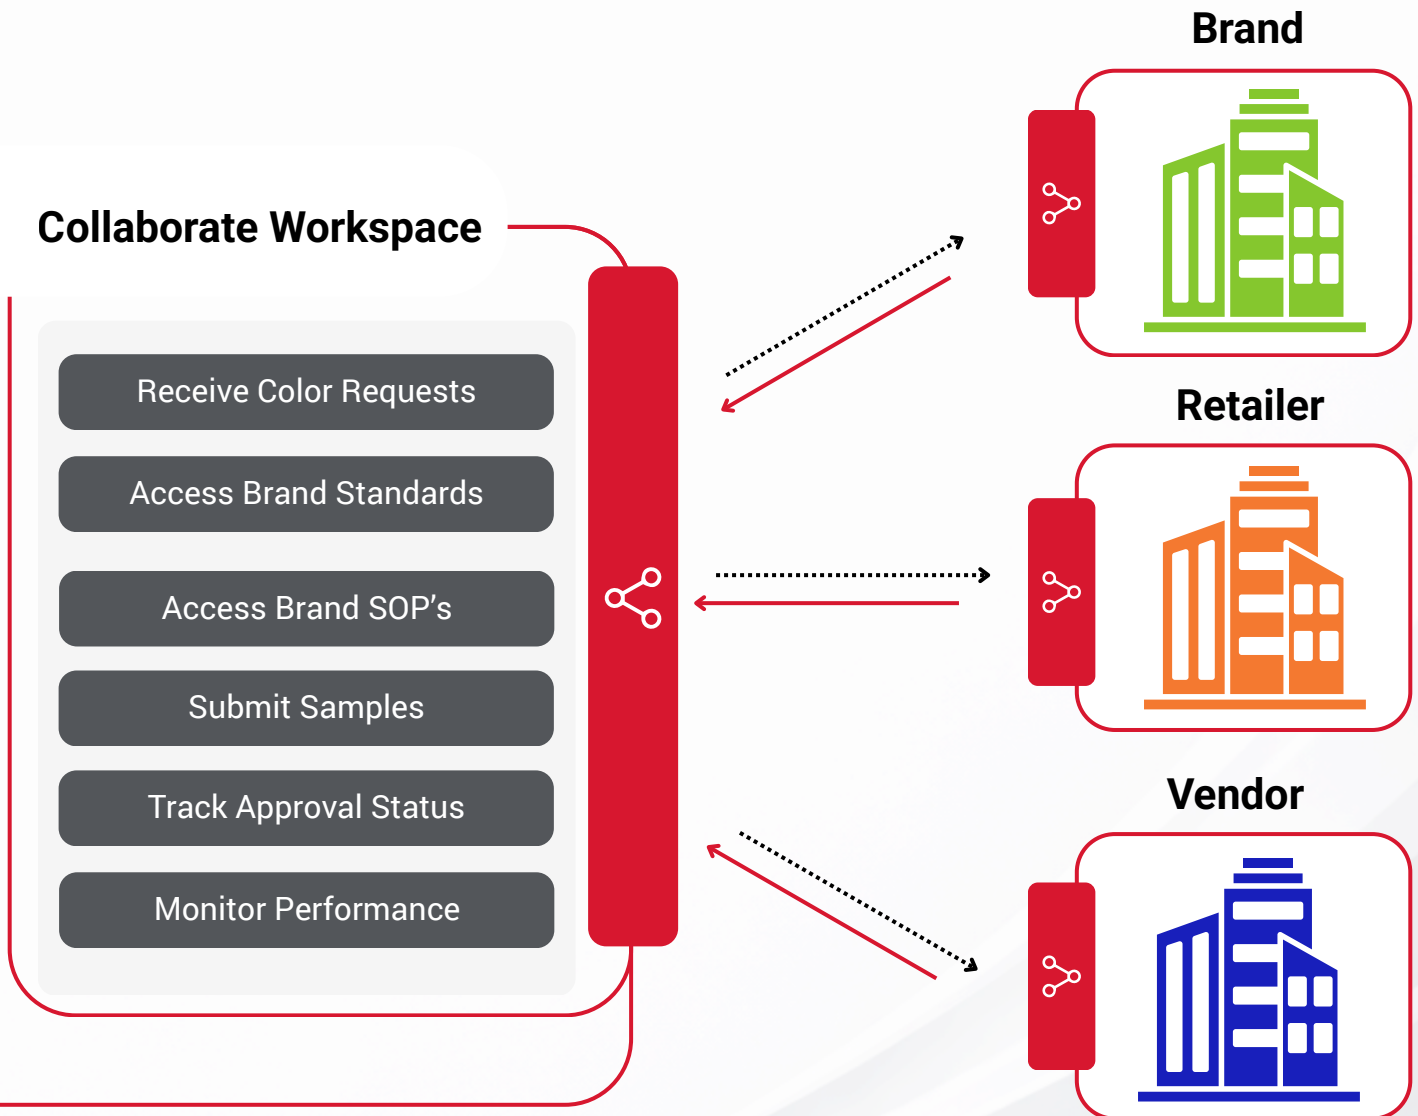 Collaborate Workspace
Receive Color Requests
Access Brand Standards
Access Brand SOP’s
Submit Samples
Track Approval Status
Monitor Performance
Brand
Retailer
Vendor